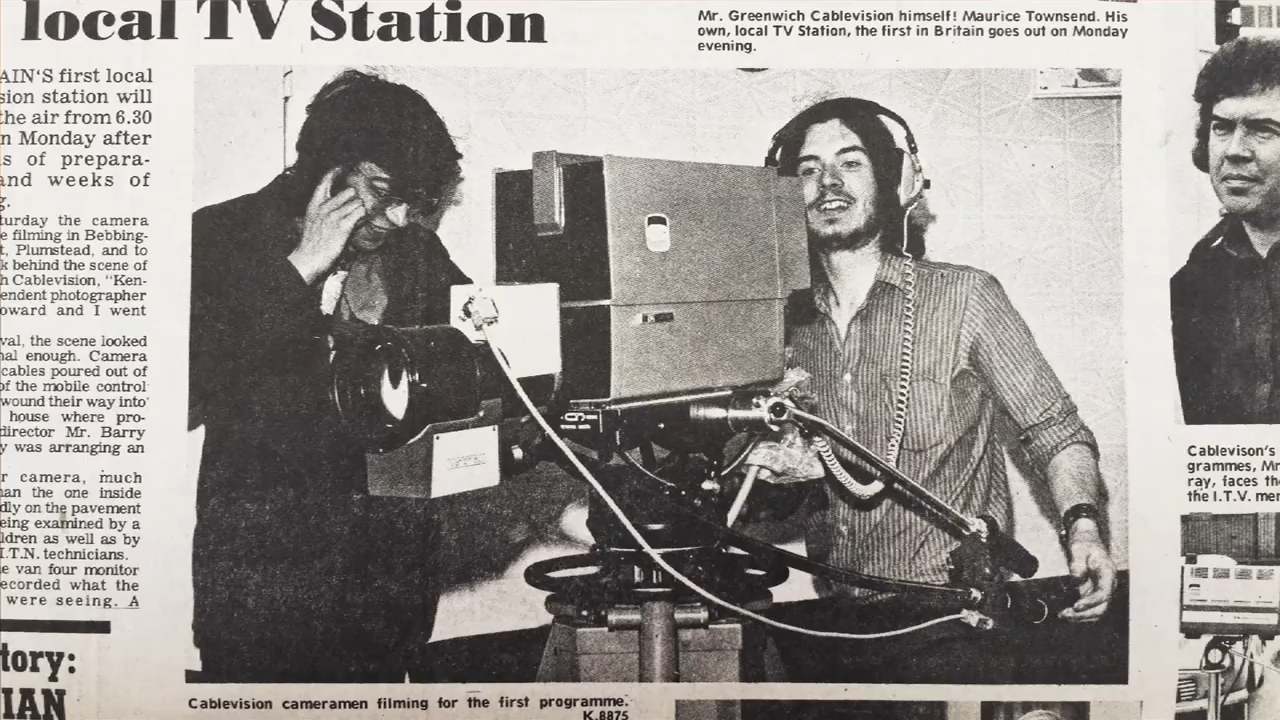 local TV Station
AIN'S first local
sion station will
the air from 6.30
n Monday after
s of prepara-
and weeks of
g.
turday the camera
e filming in Bebbing-
t, Plumstead, and to
k behind the scene of
h Cablevision, "Ken-
endent photographer
oward and I went
val, the scene looked
nal enough. Camera
cables poured out of
of the mobile control
wound their way into
house where pro-
director Mr. Barry
y was arranging an
r camera, much
han the one inside
dly on the pavement
eing examined by a
ldren as well as by
I.T.N. technicians.
e van four monitor
ecorded what the
were seeing. A
tory:
IAN
Mr. Greenwich Cablevision himself! Maurice Townsend. His
own, local TV Station, the first in Britain goes out on Monday
evening.
Cablevision cameramen filming for the first programme.
K.8875
Cablevison's
grammes, Mr
ray, faces the
the I.T.V. men